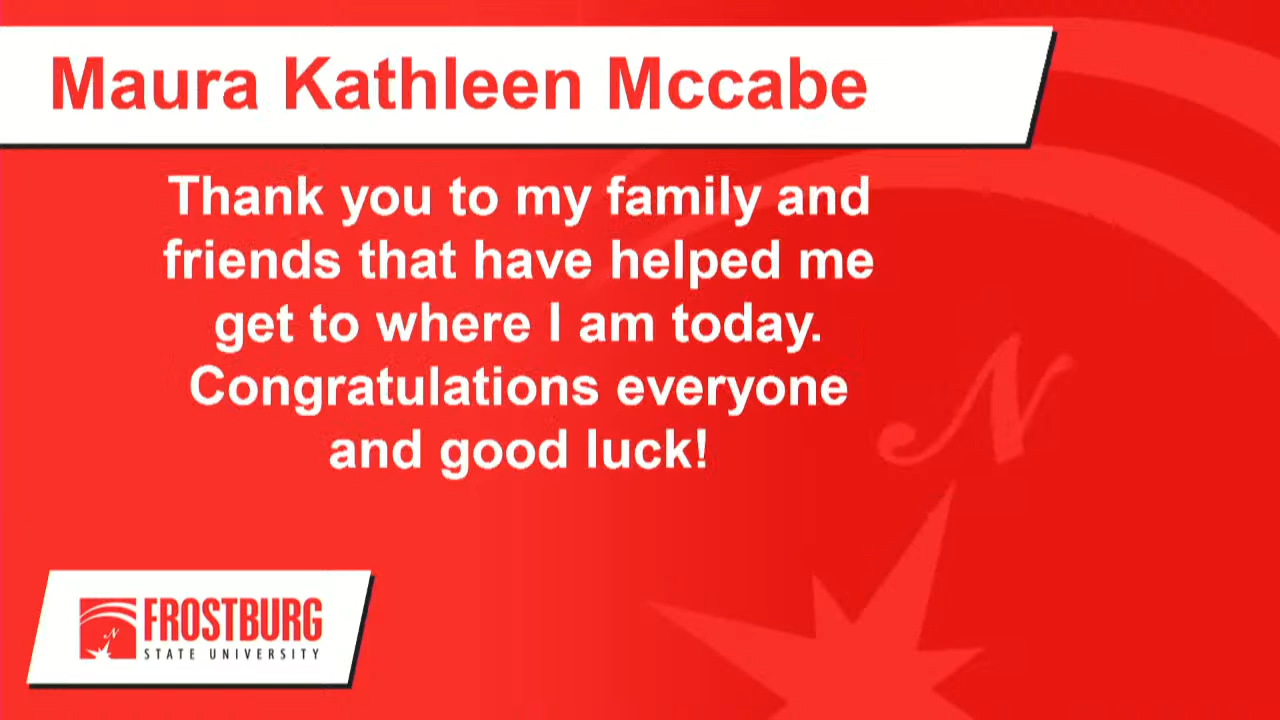 Maura Kathleen Mccabe
Thank you to my family and
friends that have helped me
get to where I am today.
Congratulations everyone
and good luck!
N
N
FROSTBURG
STATE UNIVERSITY